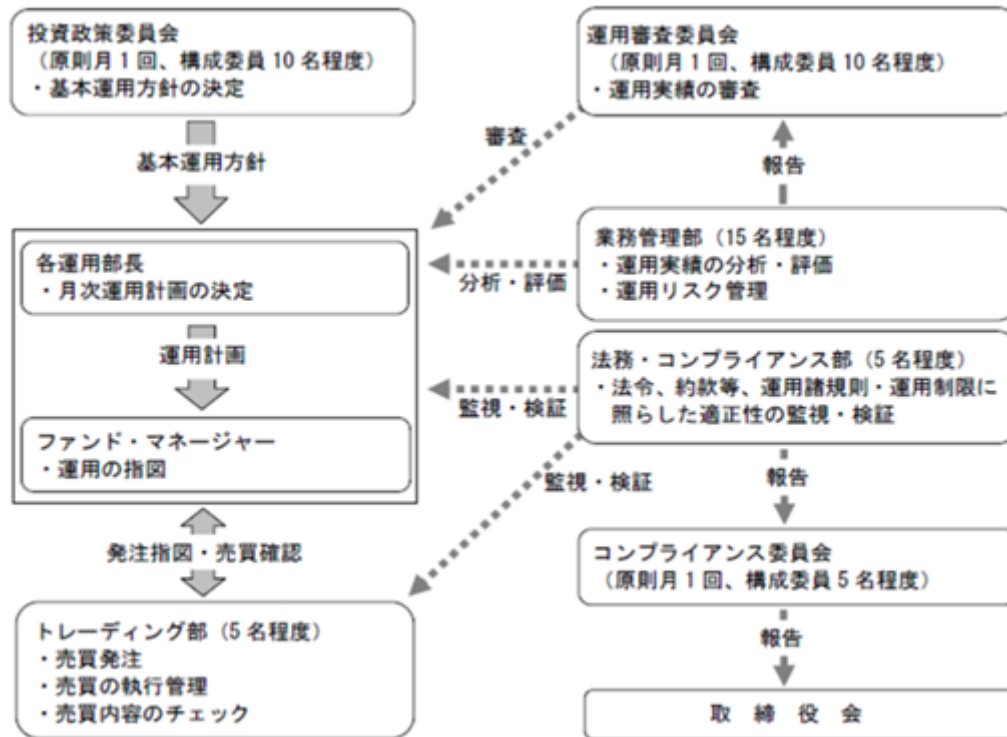 投資政策委員会
（原則月1回、構成委員10名程度）
・基本運用方針の決定
基本運用方針
各運用部長
・月次運用計画の決定
運用計画
ファンド・マネージャー
・運用の指図
発注指図・売買確認
トレーディング部（5名程度）
・売買発注
・売買の執行管理
・売買内容のチェック
運用審査委員会
（原則月1回、構成委員10名程度）
・運用実績の審査
審査
報告
業務管理部（15名程度）
・運用実績の分析・評価
・運用リスク管理
分析・評価
法務・コンプライアンス部（5名程度）
・法令、約款等、運用諸規則・運用制限に
照らした適正性の監視・検証
監視・検証
監視・検証
報告
コンプライアンス委員会
（原則月1回、構成委員5名程度）
報告
取　締　役　会